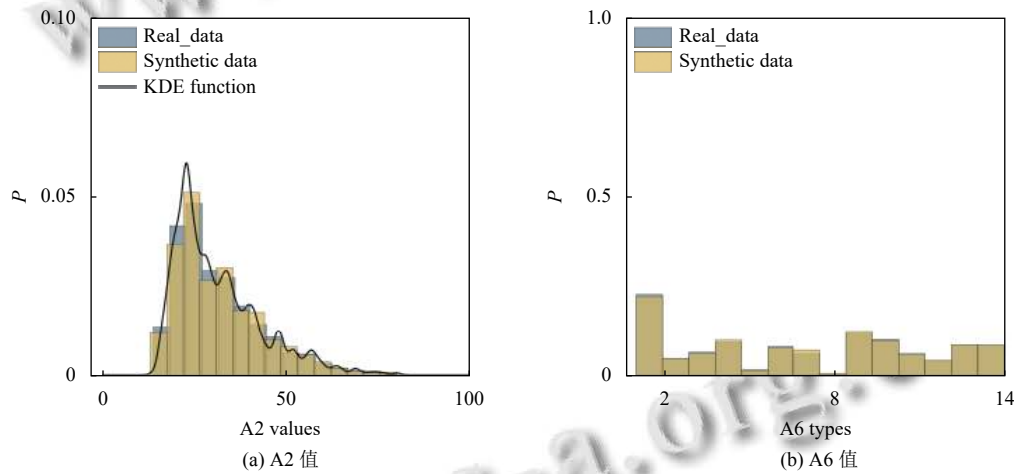 0.10
Real_data
Synthetic data
KDE function
P
0.05
0
0
50
100
A2 values
(a) A2 值
1.0
Real_data
Synthetic data
P
0.5
0
2
8
14
A6 types
(b) A6 值